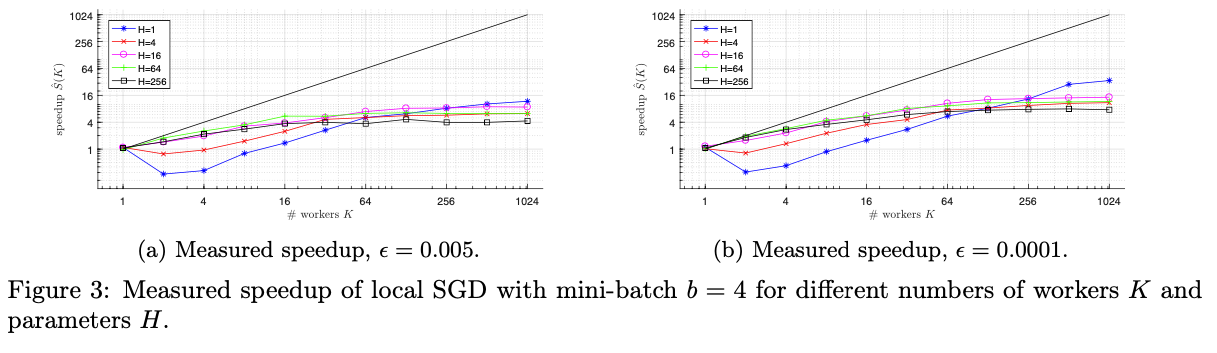 1024
256
64
16
4
1
speedup Ŝ(K)
H=1
H=4
H=16
H=64
H=256
1 4 16 64 256 1024
# workers K
(a) Measured speedup, ϵ = 0.005.
1024
256
64
16
4
1
speedup Ŝ(K)
H=1
H=4
H=16
H=64
H=256
1 4 16 64 256 1024
# workers K
(b) Measured speedup, ϵ = 0.0001.
Figure 3: Measured speedup of local SGD with mini-batch b = 4 for different numbers of workers K and
parameters H.